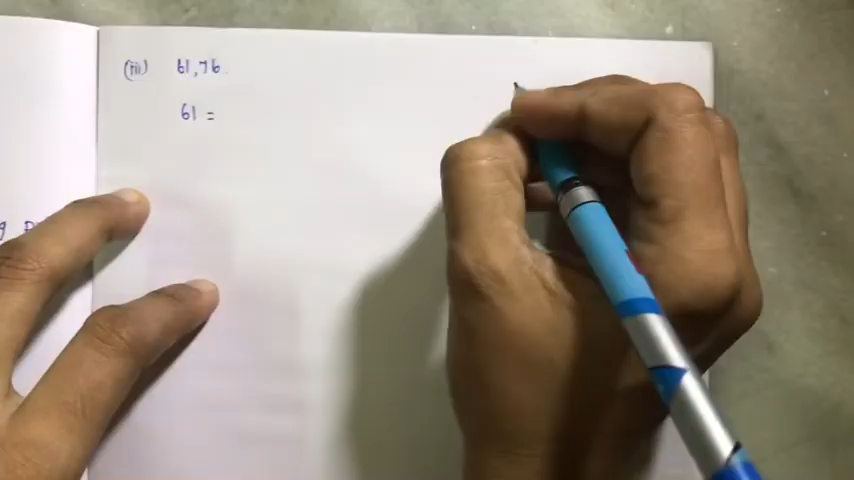 (iii) 61, 76.
61 =